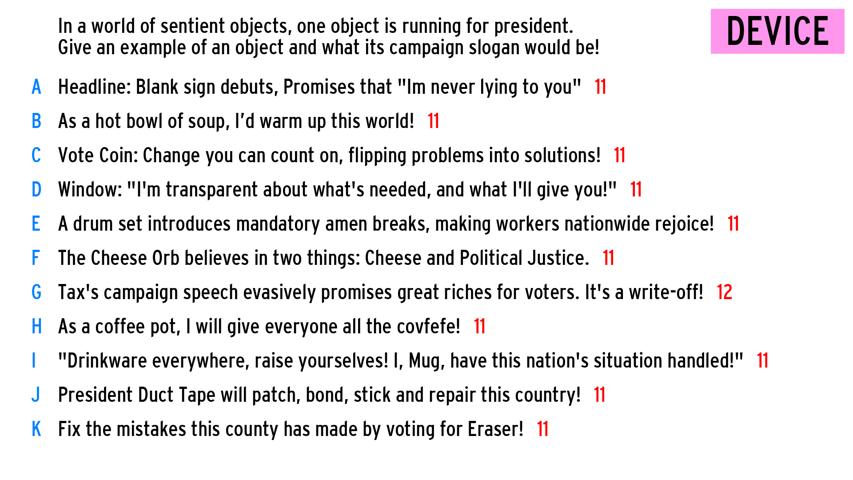 In a world of sentient objects, one object is running for president.
Give an example of an object and what its campaign slogan would be!
DEVICE
A Headline: Blank sign debuts, Promises that "Im never lying to you" 11
B As a hot bowl of soup, I'd warm up this world! 11
C Vote Coin: Change you can count on, flipping problems into solutions! 11
D Window: "I'm transparent about what's needed, and what I'll give you!" 11
E A drum set introduces mandatory amen breaks, making workers nationwide rejoice! 11
F The Cheese Orb believes in two things: Cheese and Political Justice. 11
G Tax's campaign speech evasively promises great riches for voters. It's a write-off! 12
H As a coffee pot, I will give everyone all the covfefe! 11
I "Drinkware everywhere, raise yourselves! I, Mug, have this nation's situation handled!" 11
J President Duct Tape will patch, bond, stick and repair this country! 11
K Fix the mistakes this county has made by voting for Eraser! 11